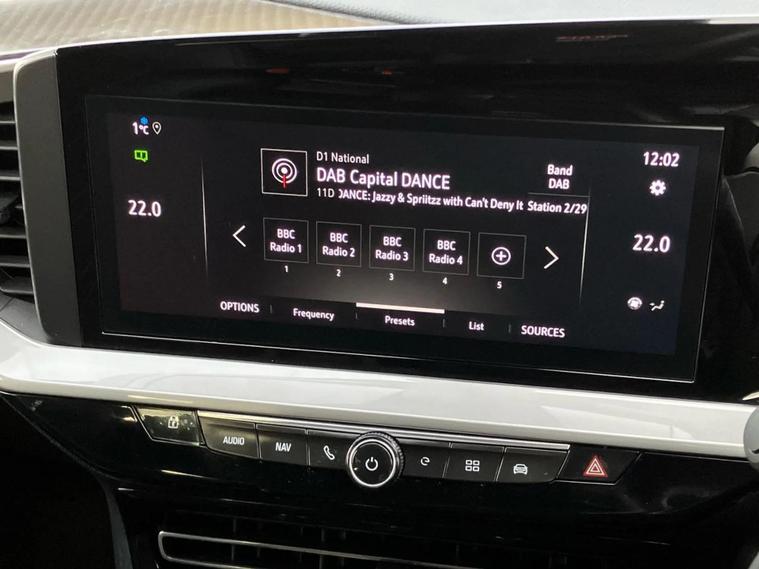 1°C
12:02
D1 National
DAB Capital DANCE
11D DANCE: Jazzy & Spriitzz with Can't Deny It
Band
DAB
Station 2/29
22.0
22.0
BBC
Radio 1
BBC
Radio 2
BBC
Radio 3
BBC
Radio 4
1
2
3
4
5
OPTIONS
Frequency
Presets
List
SOURCES
AUDIO
NAV